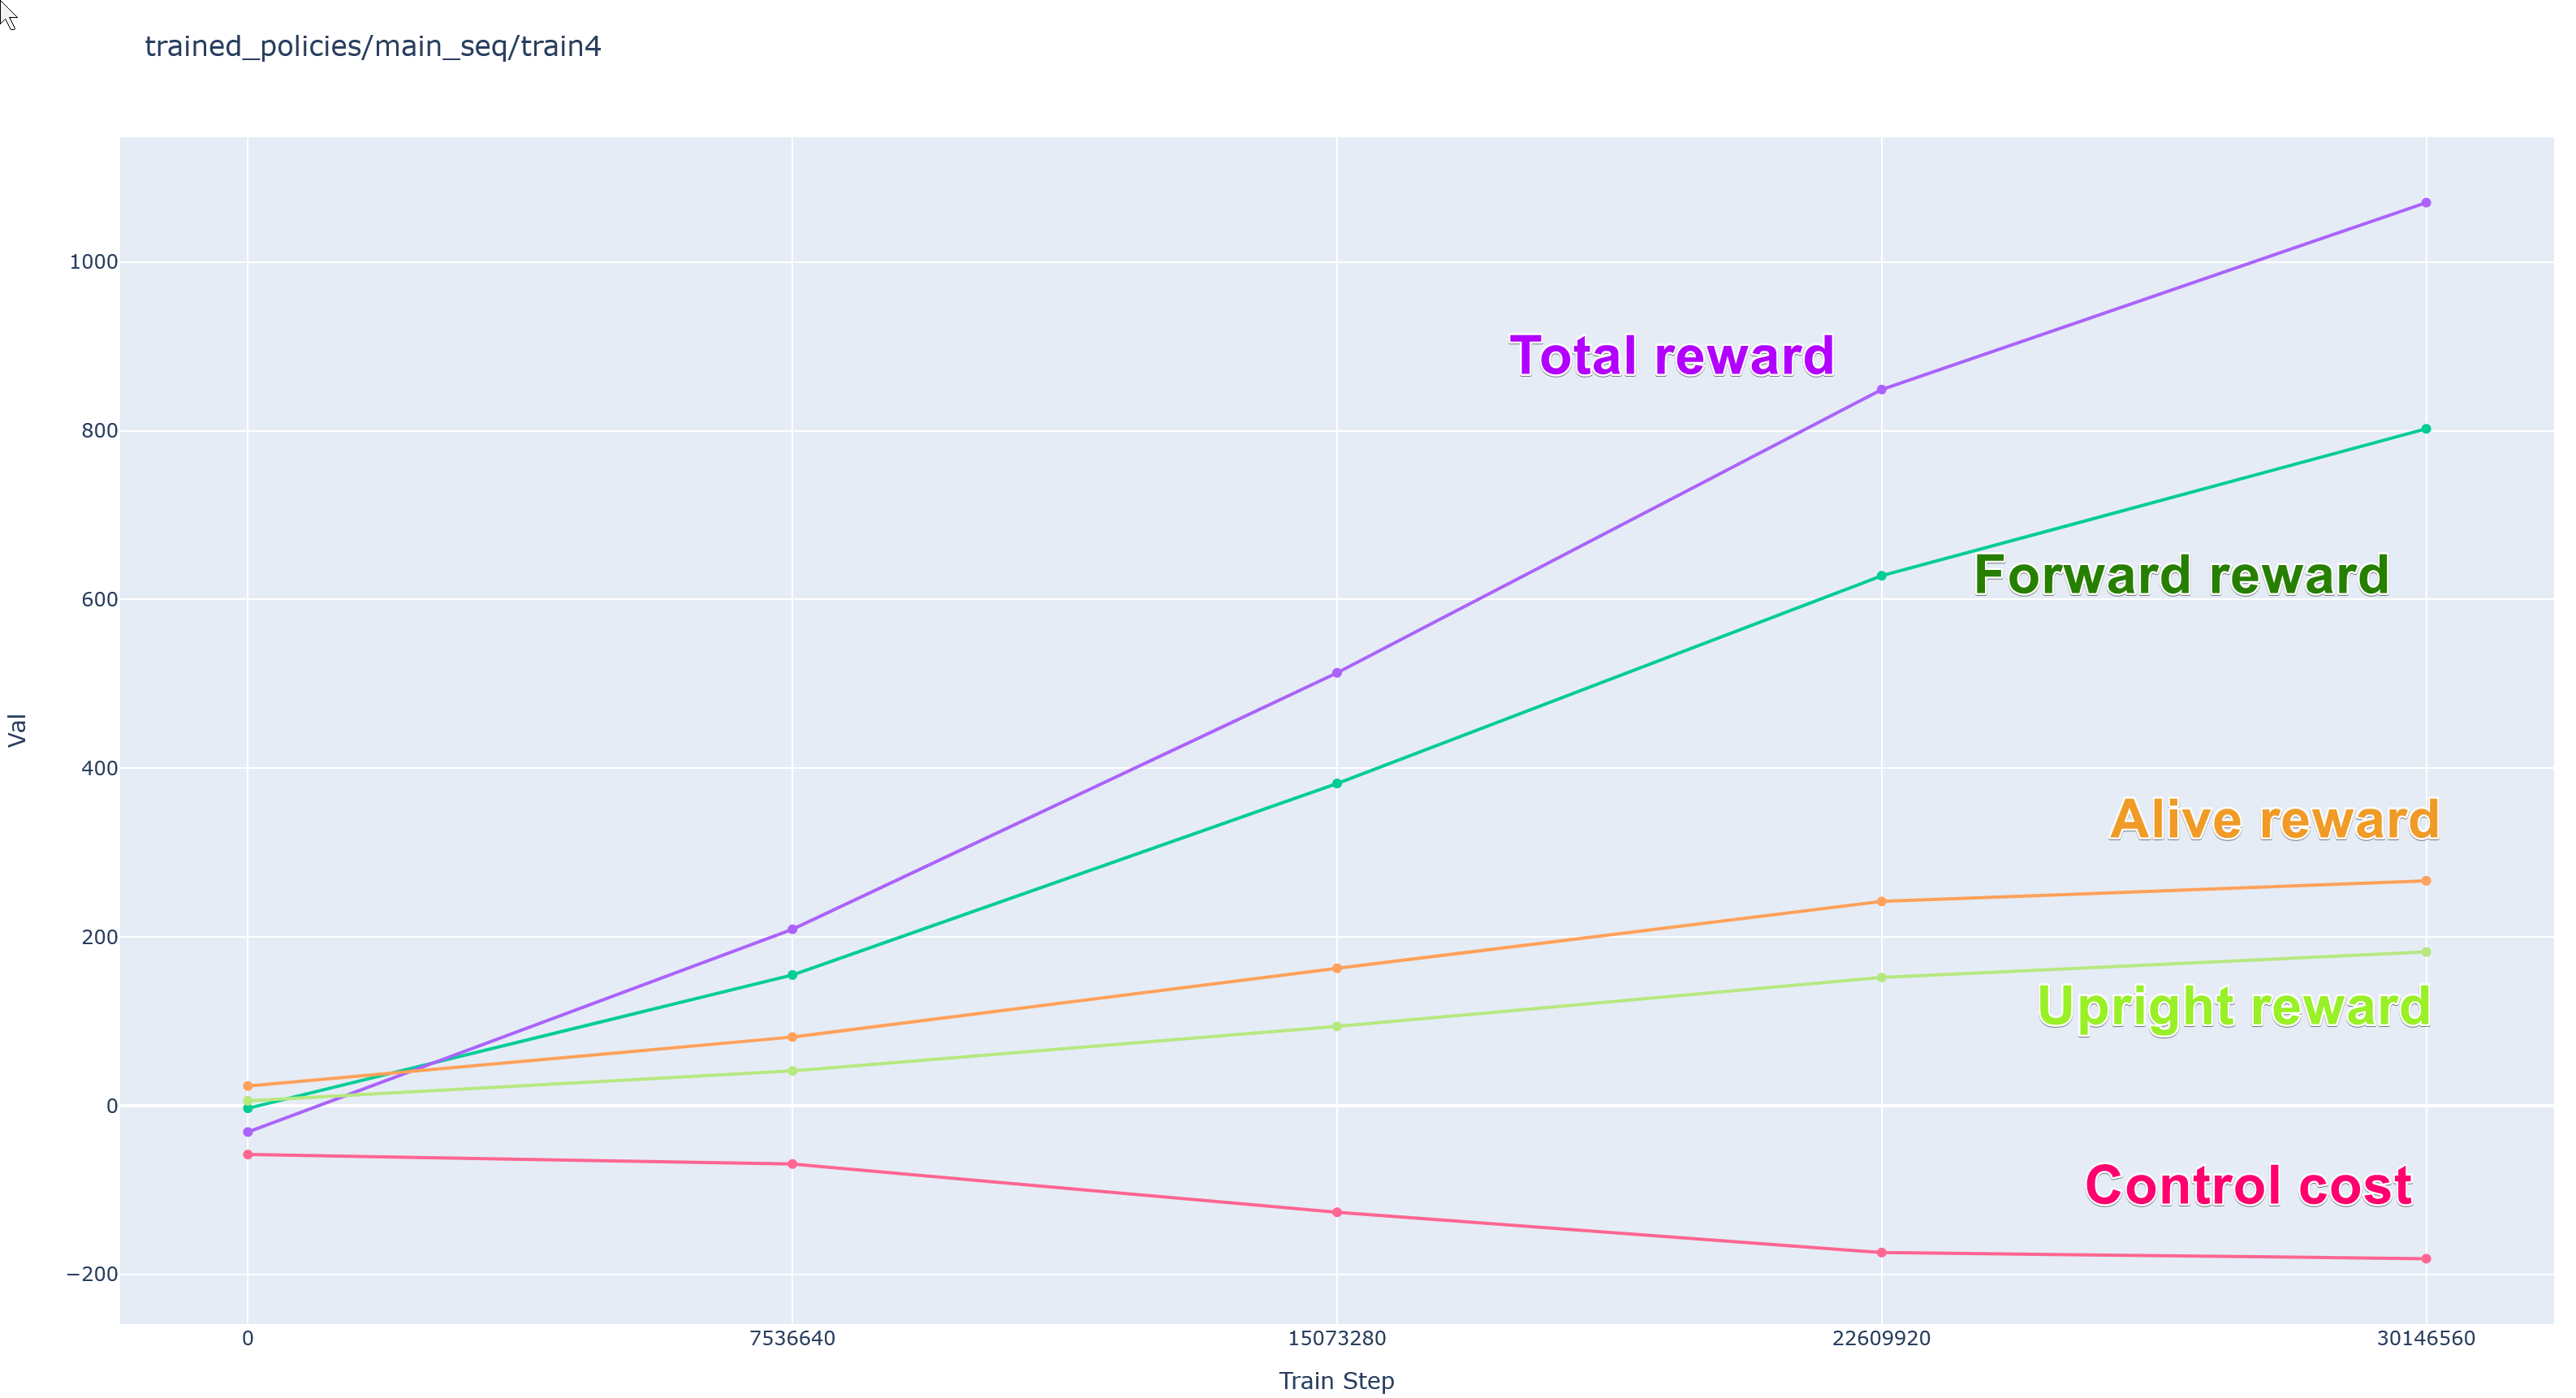 trained_policies/main_seq/train4
1000
800
600
400
200
0
−200
Val
Total reward
Forward reward
Alive reward
Upright reward
Control cost
0 7536640 15073280 22609920 30146560
Train Step